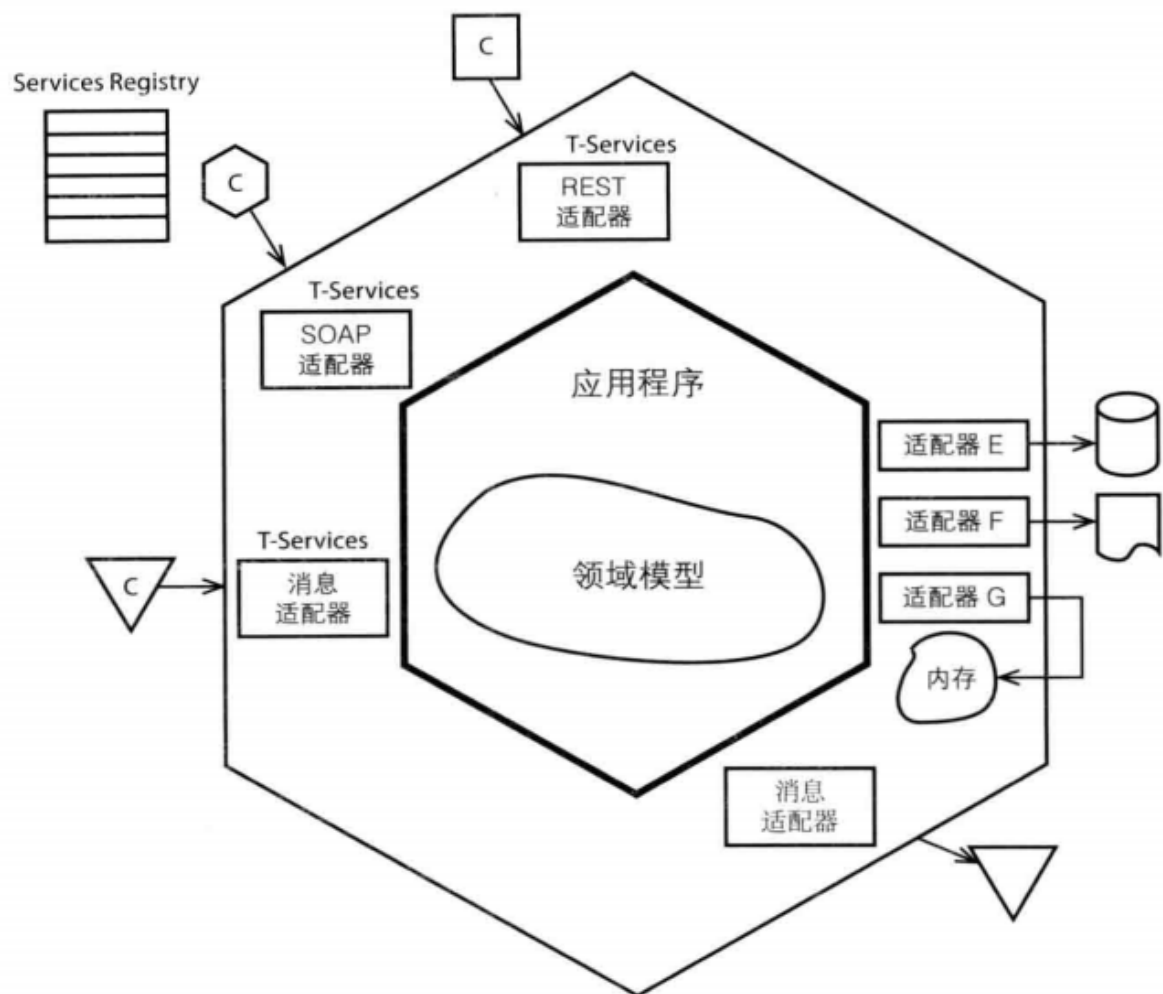 C
Services Registry
T-Services
REST
适配器
C
T-Services
SOAP
适配器
应用程序
适配器 E
适配器 F
T-Services
消息
适配器
C
领域模型
适配器 G
内存
消息
适配器